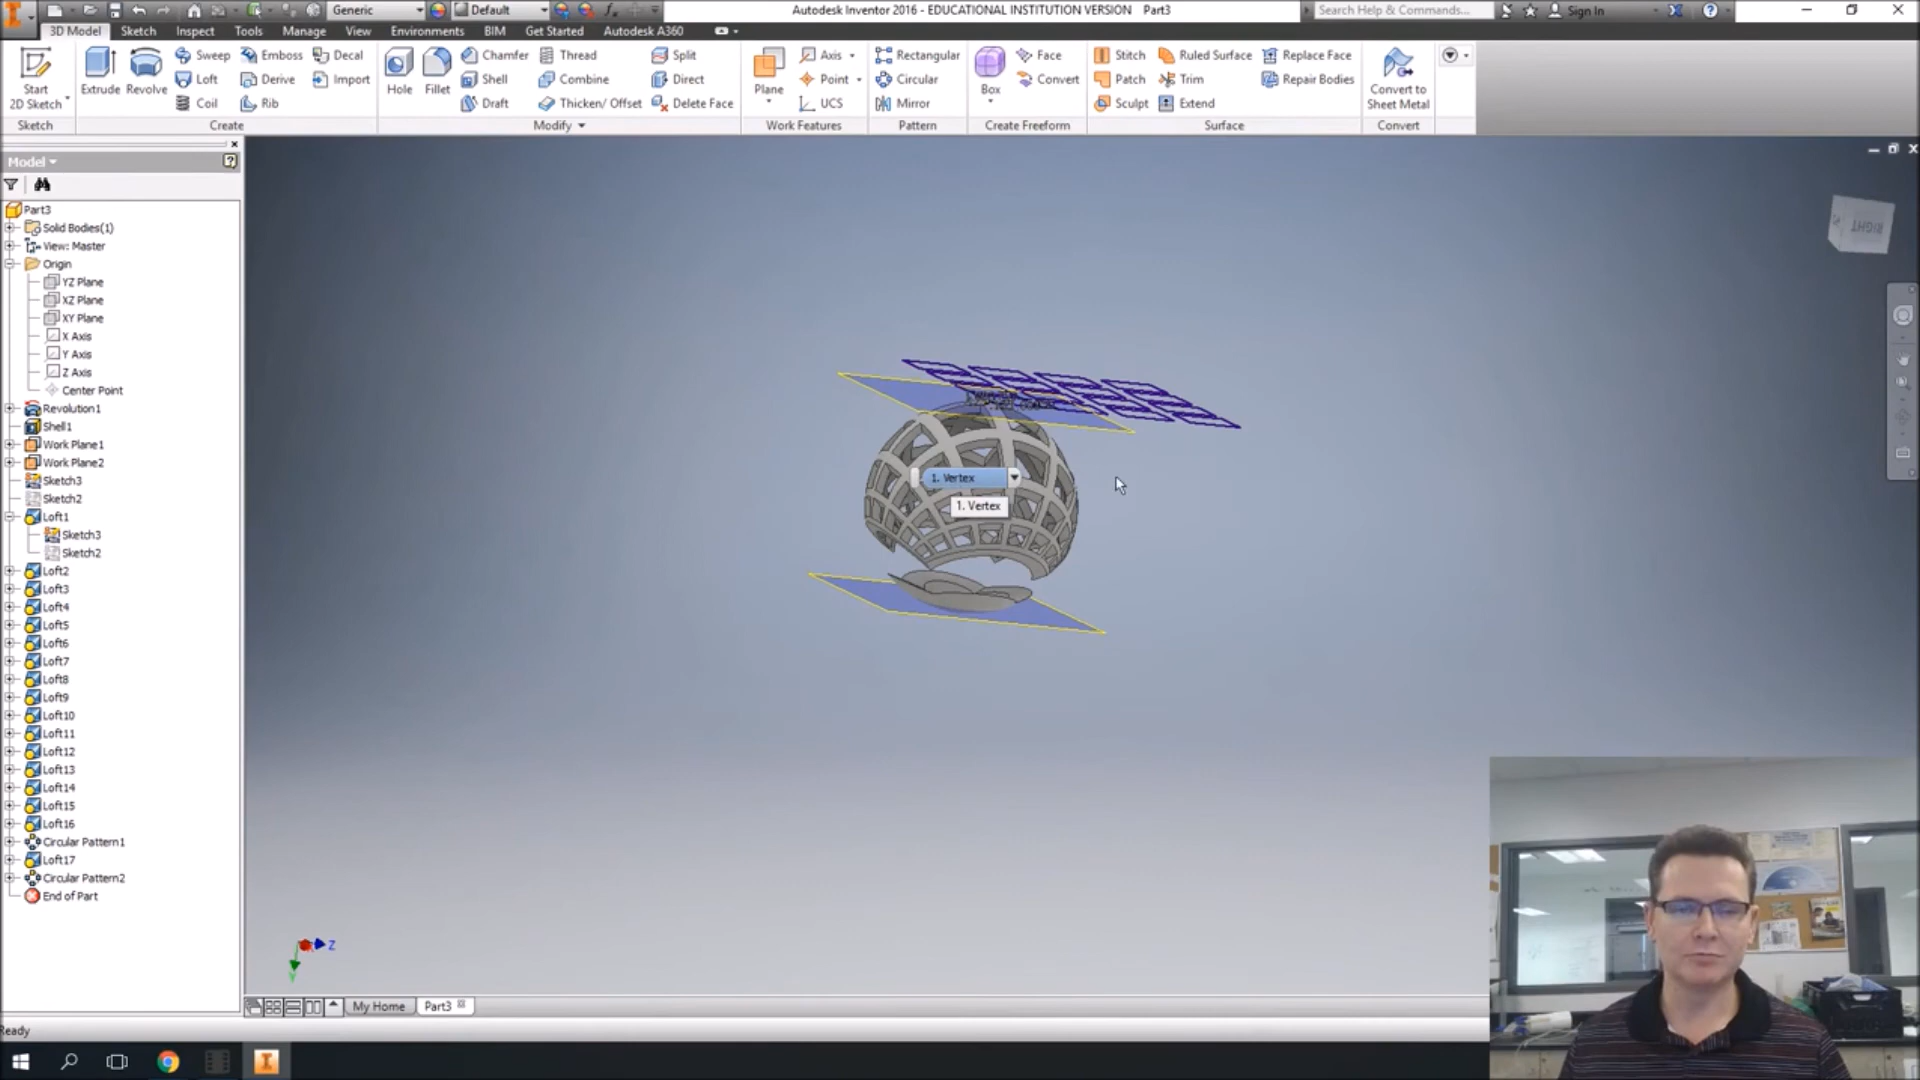 Generic
Default
Autodesk Inventor 2016 - EDUCATIONAL INSTITUTION VERSION Part3
Search Help & Commands...
Sign In
3D Model
Sketch
Inspect
Tools
Manage
View
Environments
BIM
Get Started
Autodesk A360
Start
2D Sketch
Extrude
Revolve
Sweep
Emboss
Decal
Loft
Derive
Import
Coil
Rib
Hole
Fillet
Chamfer
Thread
Split
Shell
Combine
Direct
Draft
Thicken/ Offset
Delete Face
Plane
Axis
Point
UCS
Rectangular
Circular
Mirror
Box
Face
Convert
Stitch
Ruled Surface
Replace Face
Patch
Trim
Repair Bodies
Sculpt
Extend
Convert to
Sheet Metal
Sketch
Create
Modify
Work Features
Pattern
Create Freeform
Surface
Convert
Model
Part3
Solid Bodies(1)
View: Master
Origin
YZ Plane
XZ Plane
XY Plane
X Axis
Y Axis
Z Axis
Center Point
Revolution1
Shell1
Work Plane1
Work Plane2
Sketch3
Sketch2
Loft1
Sketch3
Sketch2
Loft2
Loft3
Loft4
Loft5
Loft6
Loft7
Loft8
Loft9
Loft10
Loft11
Loft12
Loft13
Loft14
Loft15
Loft16
Circular Pattern1
Loft17
Circular Pattern2
End of Part
RIGHT
1. Vertex
1. Vertex
Z
Y
My Home
Part3
Ready